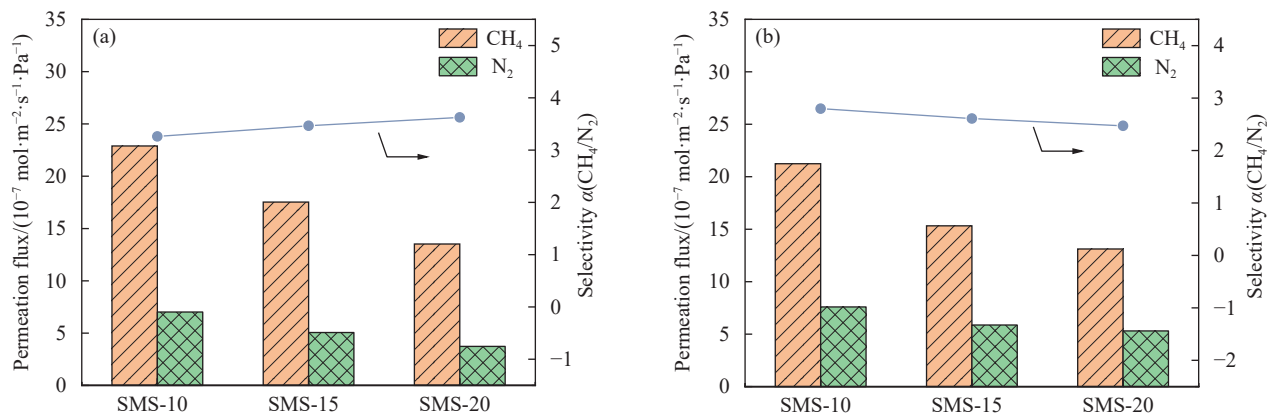 (a)
CH₄
N₂
Permeation flux/(10⁻⁷ mol·m⁻²·s⁻¹·Pa⁻¹)
35
30
25
20
15
10
5
0
SMS-10 SMS-15 SMS-20
5
4
3
2
1
0
−1
Selectivity α(CH₄/N₂)
(b)
CH₄
N₂
Permeation flux/(10⁻⁷ mol·m⁻²·s⁻¹·Pa⁻¹)
35
30
25
20
15
10
5
0
SMS-10 SMS-15 SMS-20
4
3
2
1
0
−1
−2
Selectivity α(CH₄/N₂)